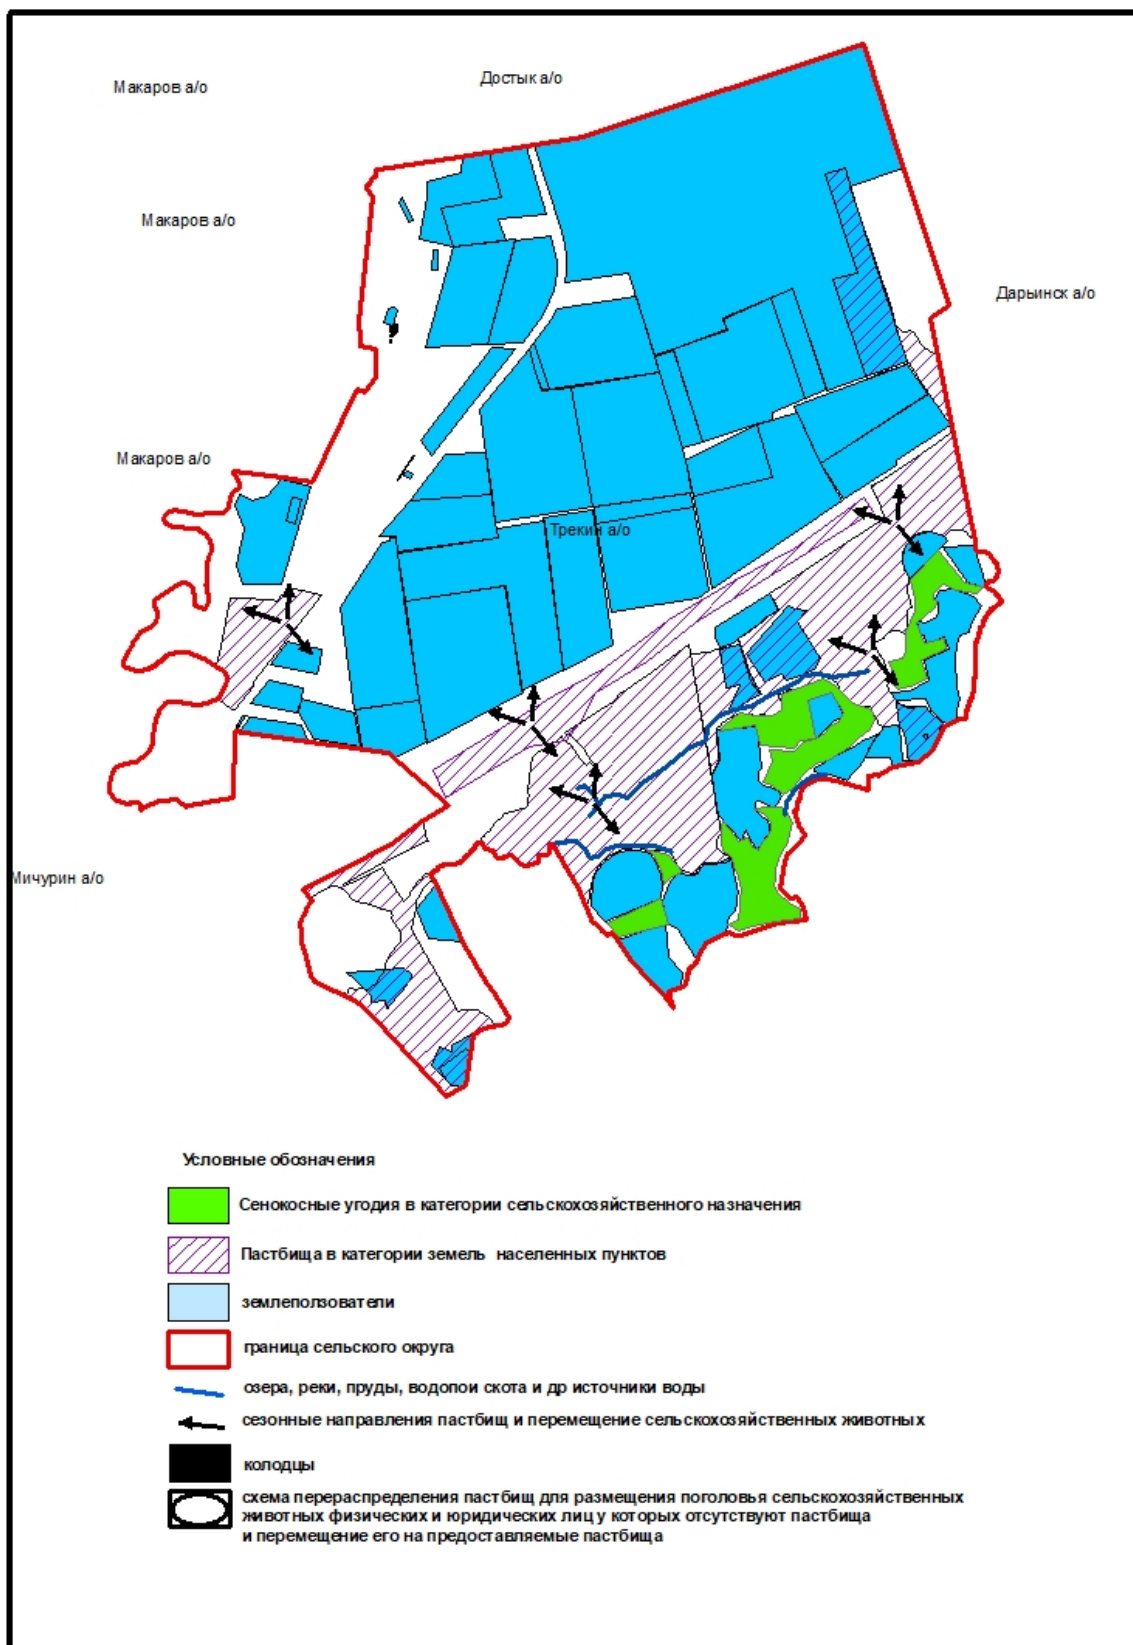 Макаров а/о
Достык а/о
Макаров а/о
Дарьинск а/о
Макаров а/о
Трекин а/о
Мичурин а/о
Условные обозначения
Сенокосные угодия в категории сельскохозяйственного назначения
Пастбища в категории земель населенных пунктов
землеползователи
граница сельского округа
озера, реки, пруды, водопои скота и др источники воды
сезонные направления пастбищ и перемещение сельскохозяйственных животных
колодцы
схема перераспределения пастбищ для размещения поголовья сельскохозяйственных
животных физических и юридических лиц у которых отсутствуют пастбища
и перемещение его на предоставляемые пастбища